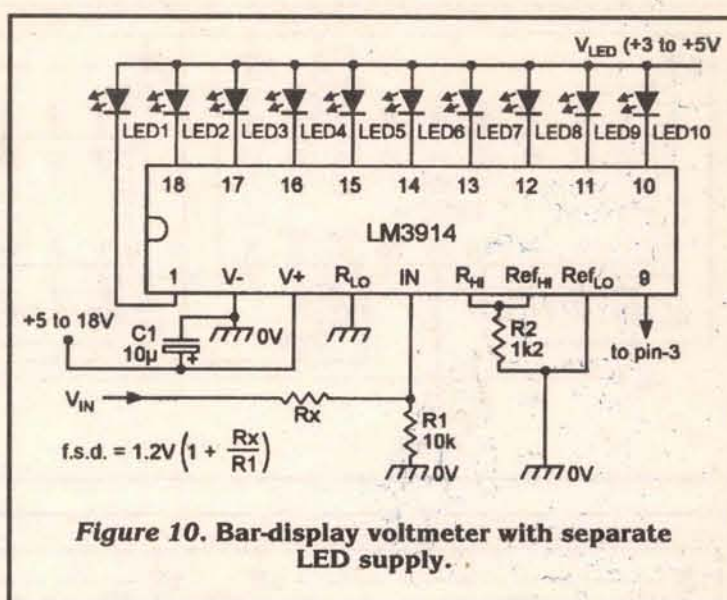 V_LED (+3 to +5V
LED1 LED2 LED3 LED4 LED5 LED6 LED7 LED8 LED9 LED10
18 17 16 15 14 13 12 11 10
LM3914
1 V- V+ R_LO IN R_HI Ref_HI Ref_LO 9
+5 to 18V
C1
10µ
+
0V
R2
1k2
to pin-3
V_IN
Rx
R1
10k
f.s.d. = 1.2V (1 + Rx/R1)
0V
0V
Figure 10. Bar-display voltmeter with separate
LED supply.